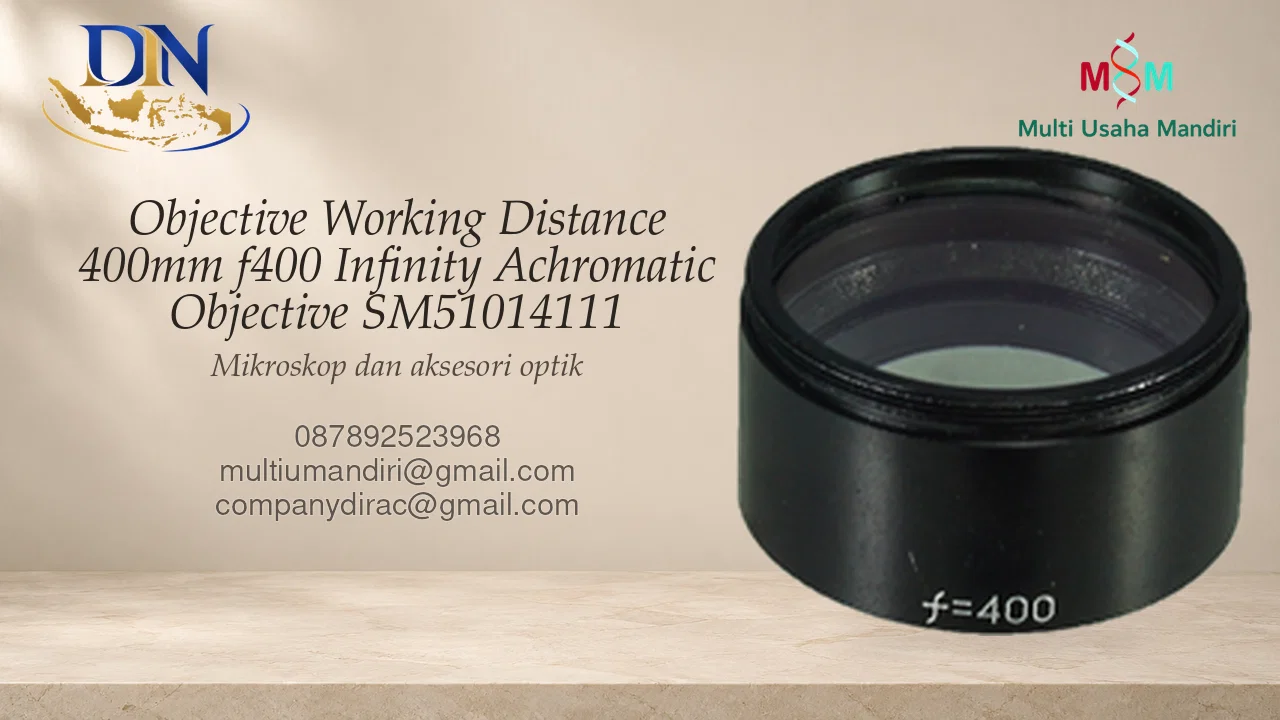 DN
M M
Multi Usaha Mandiri
Objective Working Distance
400mm f400 Infinity Achromatic
Objective SM51014111
Mikroskop dan aksesori optik
087892523968
multiumandiri@gmail.com
companydirac@gmail.com
f=400